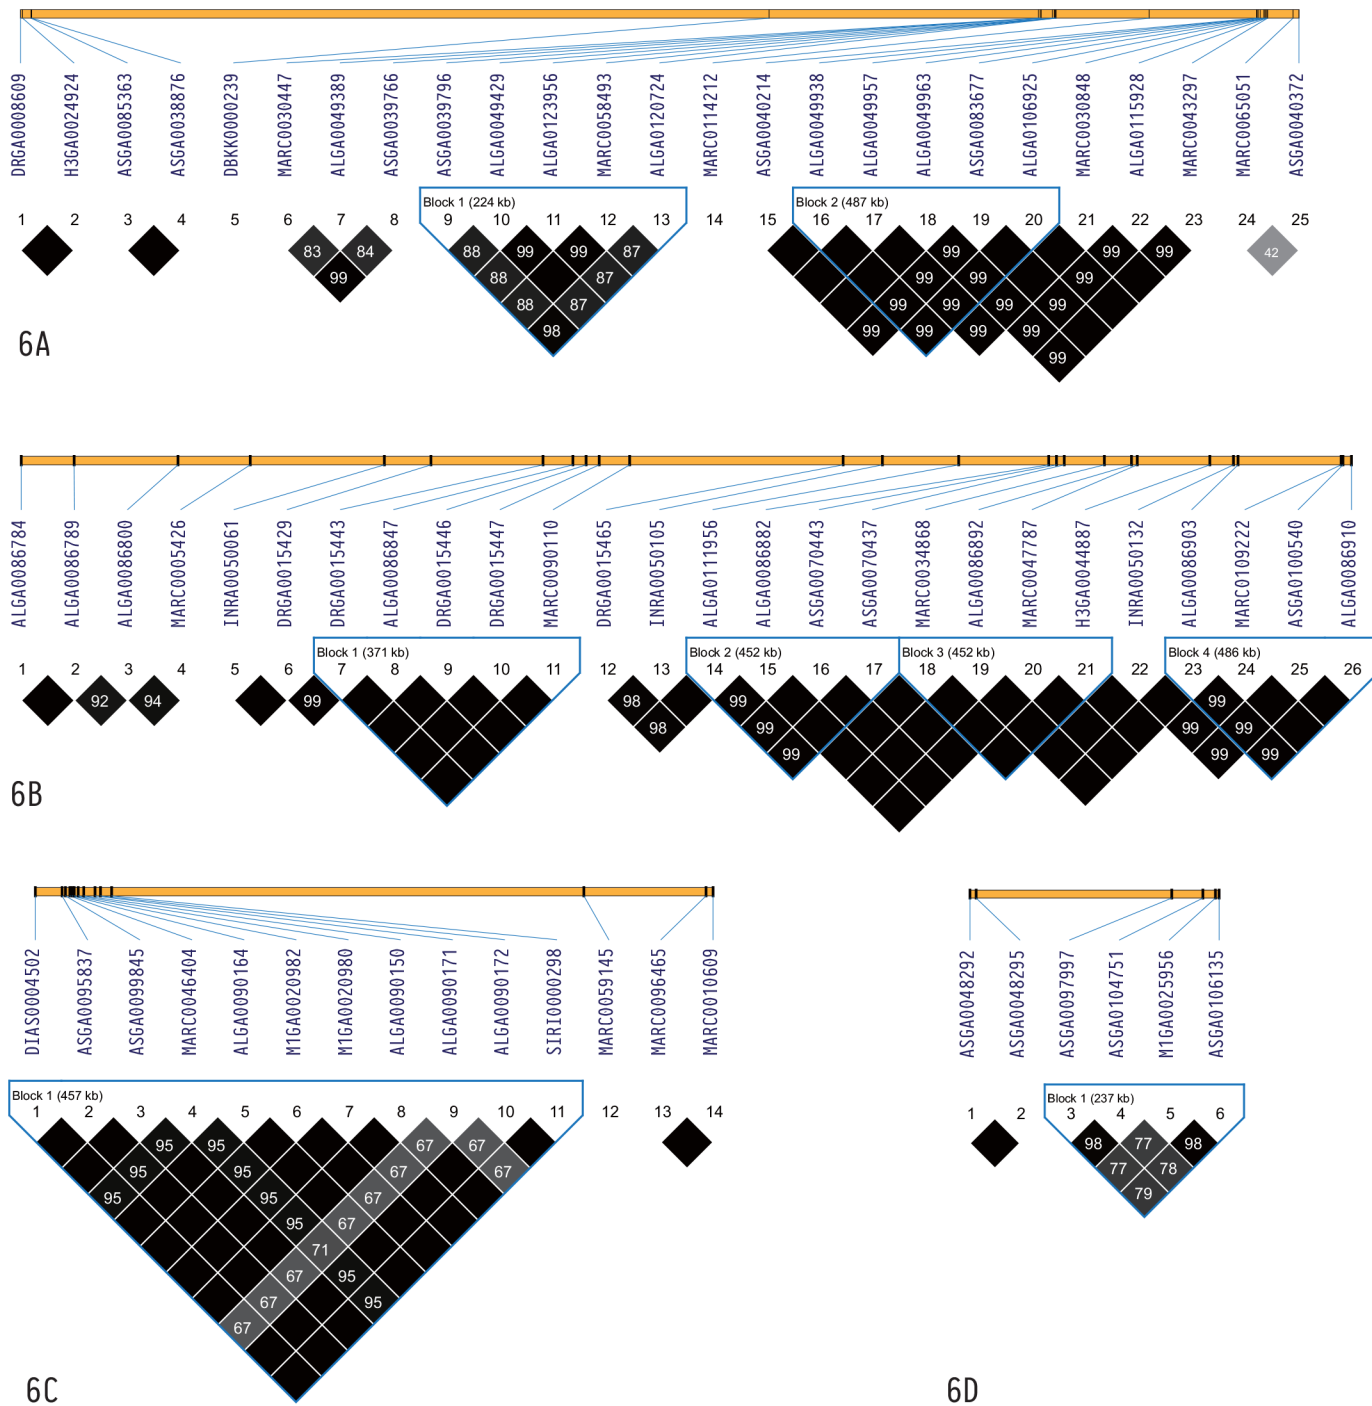 DRGA0008609 H3GA0024924 ASGA0085363 ASGA0038876 DBKK0000239 MARC0030447 ALGA0049389 ASGA0039766 ASGA0039796 ALGA0049429 ALGA0123956 MARC0058493 ALGA0120724 MARC0114212 ASGA0040214 ALGA0049938 ALGA0049957 ALGA0049963 ASGA0083677 ALGA0106925 MARC0030848 ALGA0115928 MARC0043297 MARC0065051 ASGA0040372
Block 1 (224 kb) Block 2 (487 kb)
1 2 3 4 5 6 7 8 9 10 11 12 13 14 15 16 17 18 19 20 21 22 23 24 25
83 84 88 99 99 87 99 99 99 42
99 88 87 99 99 99
88 87 99 99 99 99
98 99 99 99 99
99
6A
ALGA0086784 ALGA0086789 ALGA0086800 MARC0005426 INRA0050061 DRGA0015429 DRGA0015443 ALGA0086847 DRGA0015446 DRGA0015447 MARC0090110 DRGA0015465 INRA0050105 ALGA0111956 ALGA0086882 ASGA0070443 ASGA0070437 MARC0034868 ALGA0086892 MARC0047787 H3GA0044887 INRA0050132 ALGA0086903 MARC0109222 ASGA0100540 ALGA0086910
Block 1 (371 kb) Block 2 (452 kb) Block 3 (452 kb) Block 4 (486 kb)
1 2 3 4 5 6 7 8 9 10 11 12 13 14 15 16 17 18 19 20 21 22 23 24 25 26
92 94 99 98 99 99
98 99 99 99
99 99 99
6B
DIAS0004502 ASGA0095837 ASGA0099845 MARC0046404 ALGA0090164 M1GA0020982 M1GA0020980 ALGA0090150 ALGA0090171 ALGA0090172 SIRI0000298 MARC0059145 MARC0096465 MARC0010609
Block 1 (457 kb)
1 2 3 4 5 6 7 8 9 10 11 12 13 14
95 95 67 67
95 95 67 67
95 95 67
95 67
71
67 95
67 95
67
6C
ASGA0048292 ASGA0048295 ASGA0097997 ASGA0104751 M1GA0025956 ASGA0106135
Block 1 (237 kb)
1 2 3 4 5 6
98 77 98
77 78
79
6D